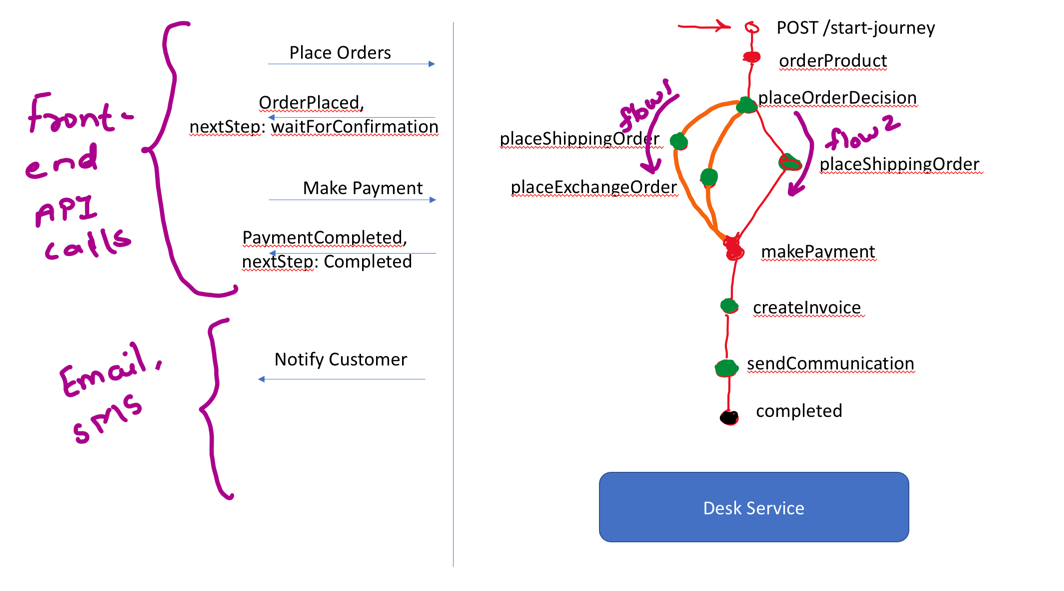 Front-
end
API
calls
Place Orders
OrderPlaced,
nextStep: waitForConfirmation
Make Payment
PaymentCompleted,
nextStep: Completed
Email,
SMS
Notify Customer
POST /start-journey
orderProduct
placeOrderDecision
flow1
flow2
placeShippingOrder
placeShippingOrder
placeExchangeOrder
makePayment
createInvoice
sendCommunication
completed
Desk Service